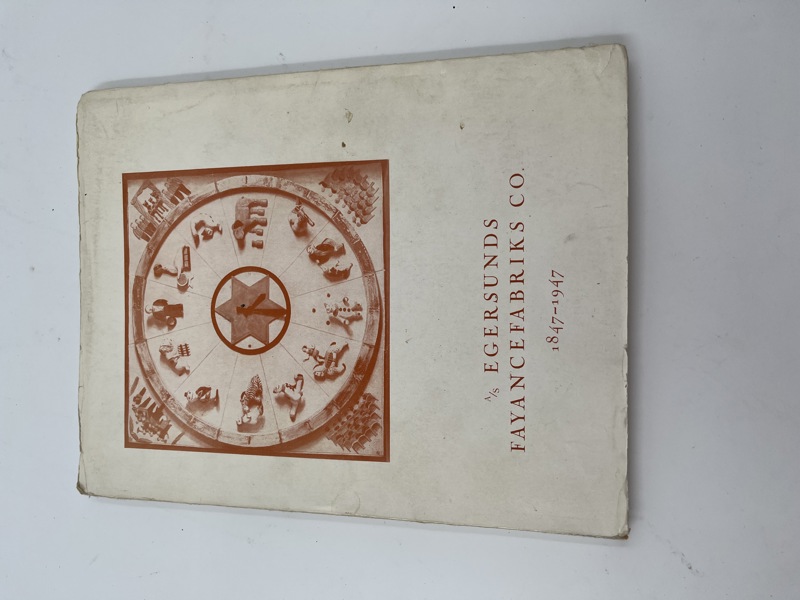 A/S EGERSUNDS
FAYANCEFABRIKS CO.
1847-1947